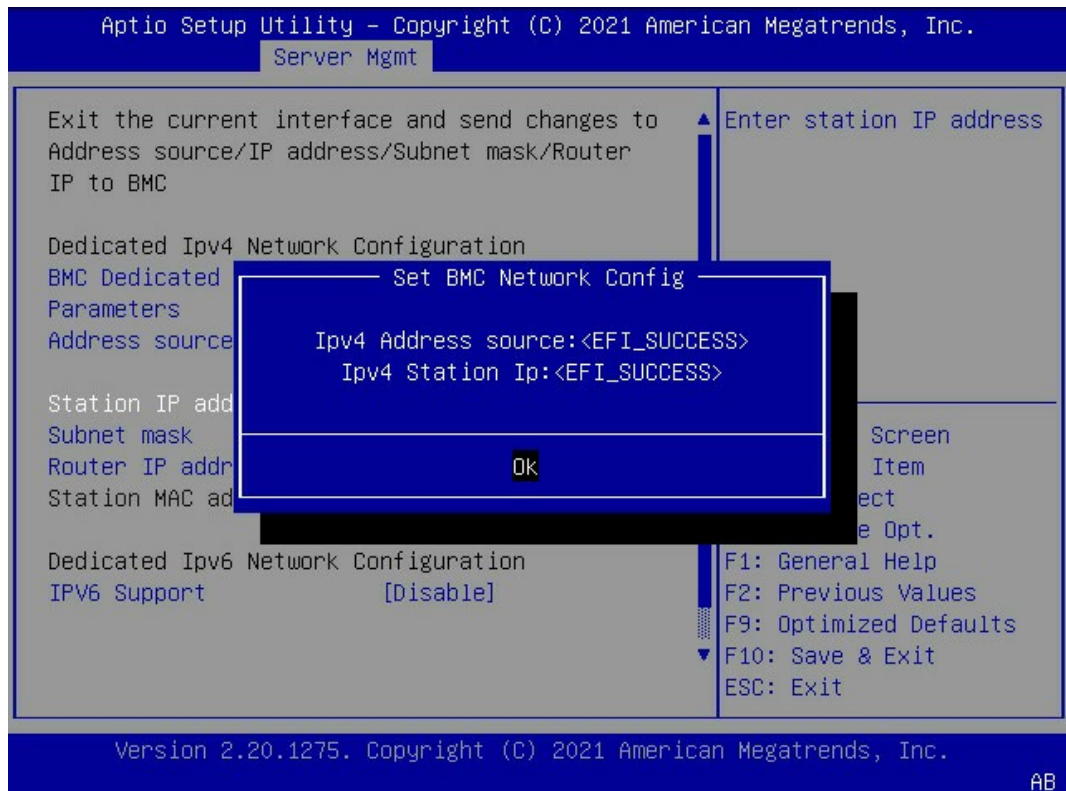 Aptio Setup Utility – Copyright (C) 2021 American Megatrends, Inc.
Server Mgmt
Exit the current interface and send changes to
Address source/IP address/Subnet mask/Router
IP to BMC
Dedicated Ipv4 Network Configuration
BMC Dedicated
Parameters
Address source
Station IP add
Subnet mask
Router IP addr
Station MAC ad
Dedicated Ipv6 Network Configuration
IPV6 Support [Disable]
Set BMC Network Config
Ipv4 Address source:<EFI_SUCCESS>
Ipv4 Station Ip:<EFI_SUCCESS>
Ok
Enter station IP address
Screen
Item
ect
e Opt.
F1: General Help
F2: Previous Values
F9: Optimized Defaults
F10: Save & Exit
ESC: Exit
Version 2.20.1275. Copyright (C) 2021 American Megatrends, Inc.
AB